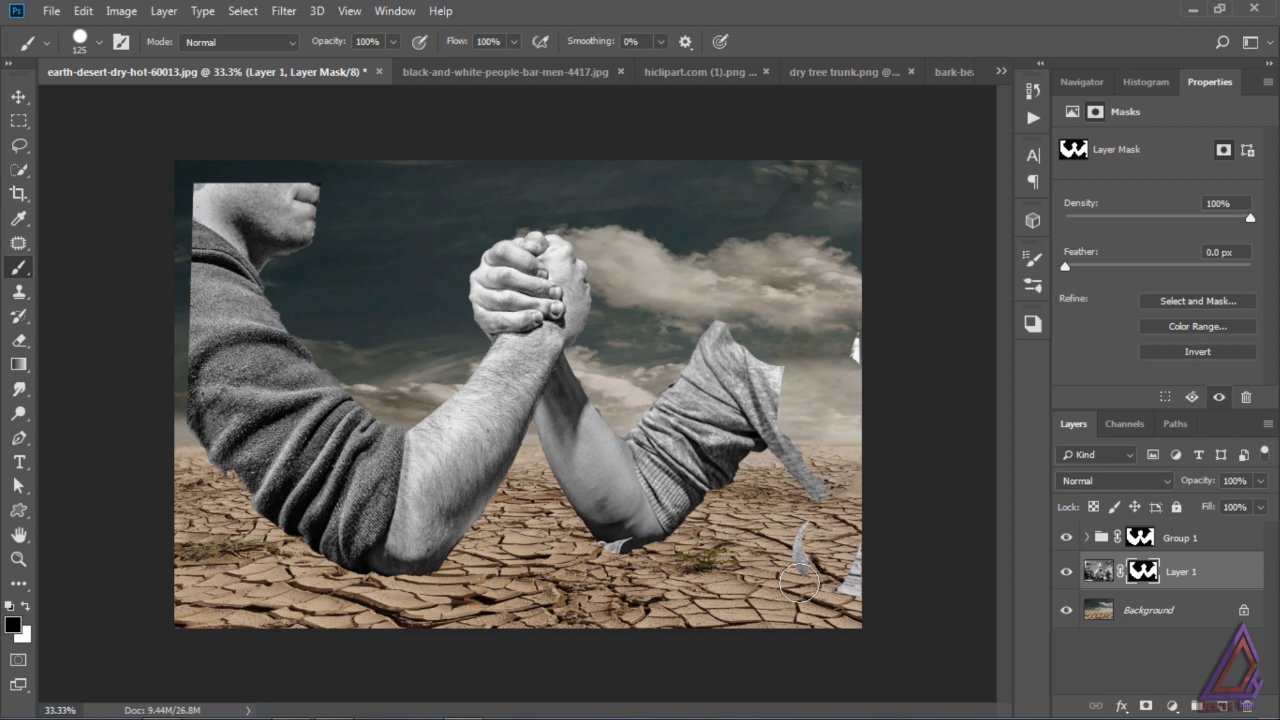 Ps File Edit Image Layer Type Select Filter 3D View Window Help
125 Mode: Normal Opacity: 100% Flow: 100% Smoothing: 0%
earth-desert-dry-hot-60013.jpg @ 33.3% (Layer 1, Layer Mask/8) * × black-and-white-people-bar-men-4417.jpg × hiclipart.com (1).png ... × dry tree trunk.png @... × bark-bea
Navigator Histogram Properties
Masks
Layer Mask
Density: 100%
Feather: 0.0 px
Refine: Select and Mask...
Color Range...
Invert
Layers Channels Paths
Kind
Normal Opacity: 100%
Lock: Fill: 100%
Group 1
Layer 1
Background
33.33% Doc: 9.44M/26.8M